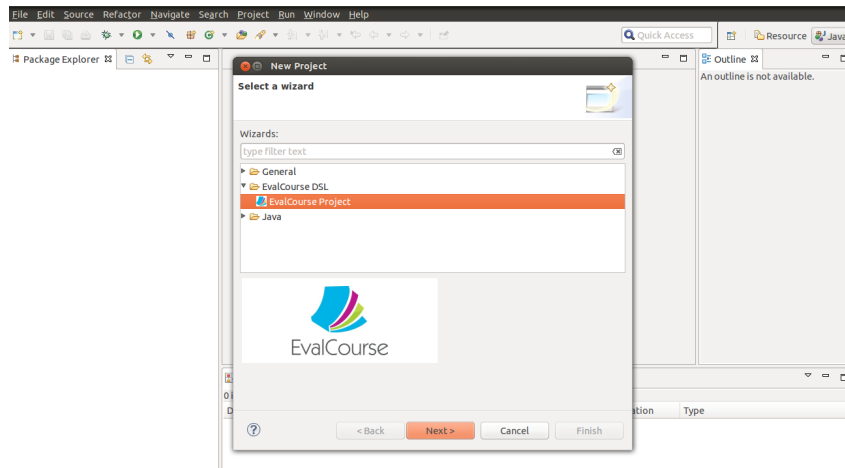 File Edit Source Refactor Navigate Search Project Run Window Help
Quick Access
Resource
Java
Package Explorer
New Project
Outline
Select a wizard
An outline is not available.
Wizards:
type filter text
General
EvalCourse DSL
EvalCourse Project
Java
EvalCourse
0
D
ation
Type
< Back
Next >
Cancel
Finish